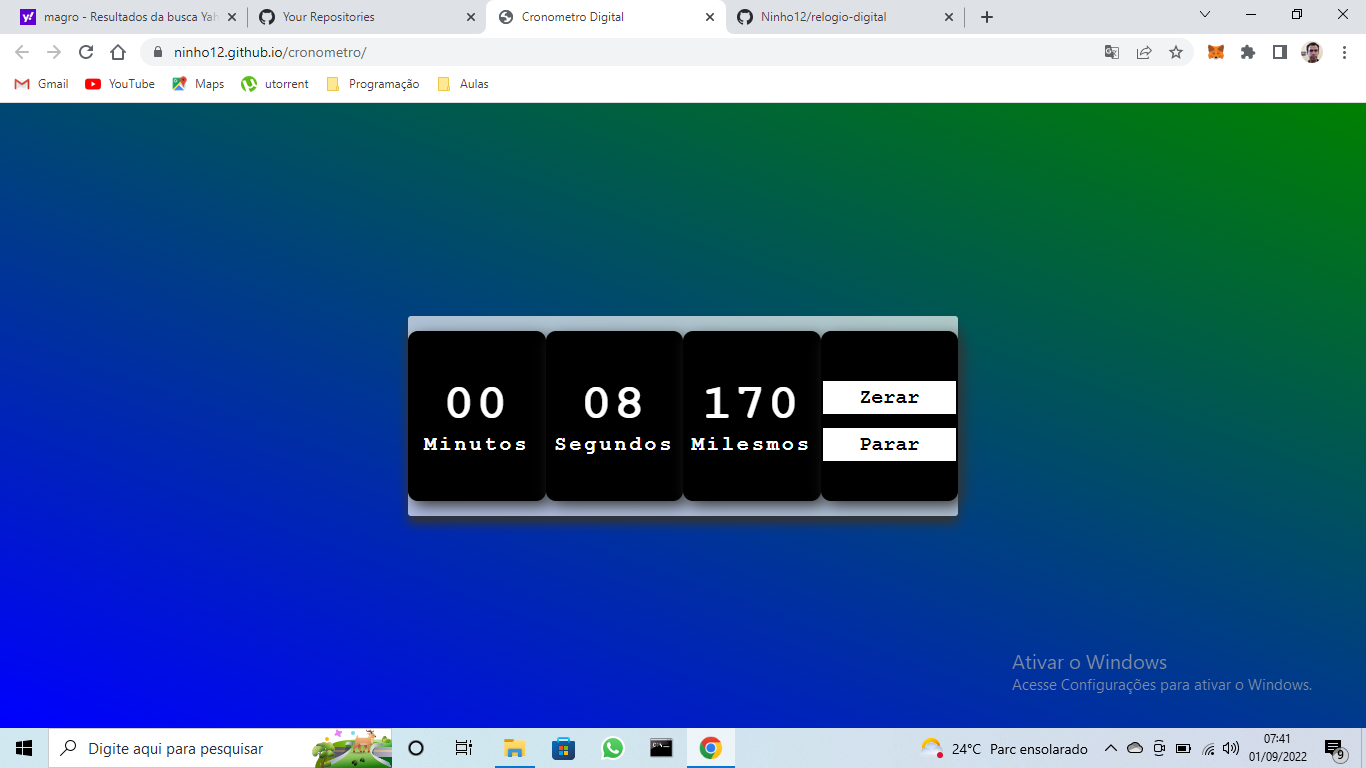 magro - Resultados da busca Yah
Your Repositories
Cronometro Digital
Ninho12/relogio-digital
ninho12.github.io/cronometro/
Gmail
YouTube
Maps
utorrent
Programação
Aulas
00
08
170
Minutos
Segundos
Milesmos
Zerar
Parar
Ativar o Windows
Acesse Configurações para ativar o Windows.
Digite aqui para pesquisar
24°C Parc ensolarado
07:41
01/09/2022
9